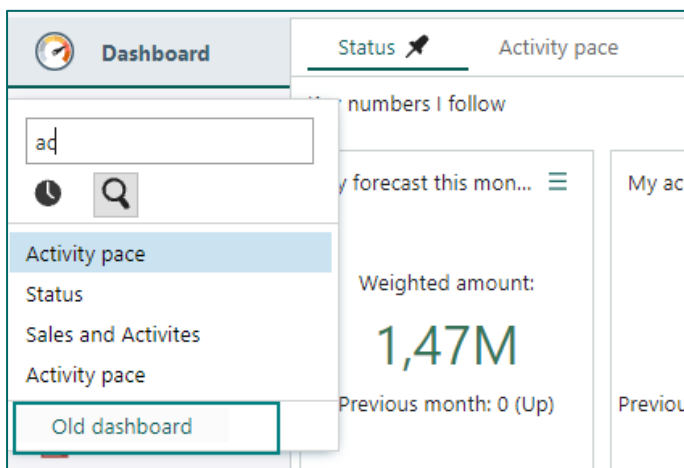 Dashboard
Status
Activity pace
numbers I follow
ac
forecast this mon...
My ac
Activity pace
Status
Sales and Activites
Activity pace
Old dashboard
Weighted amount:
1,47M
Previous month: 0 (Up)
Previou